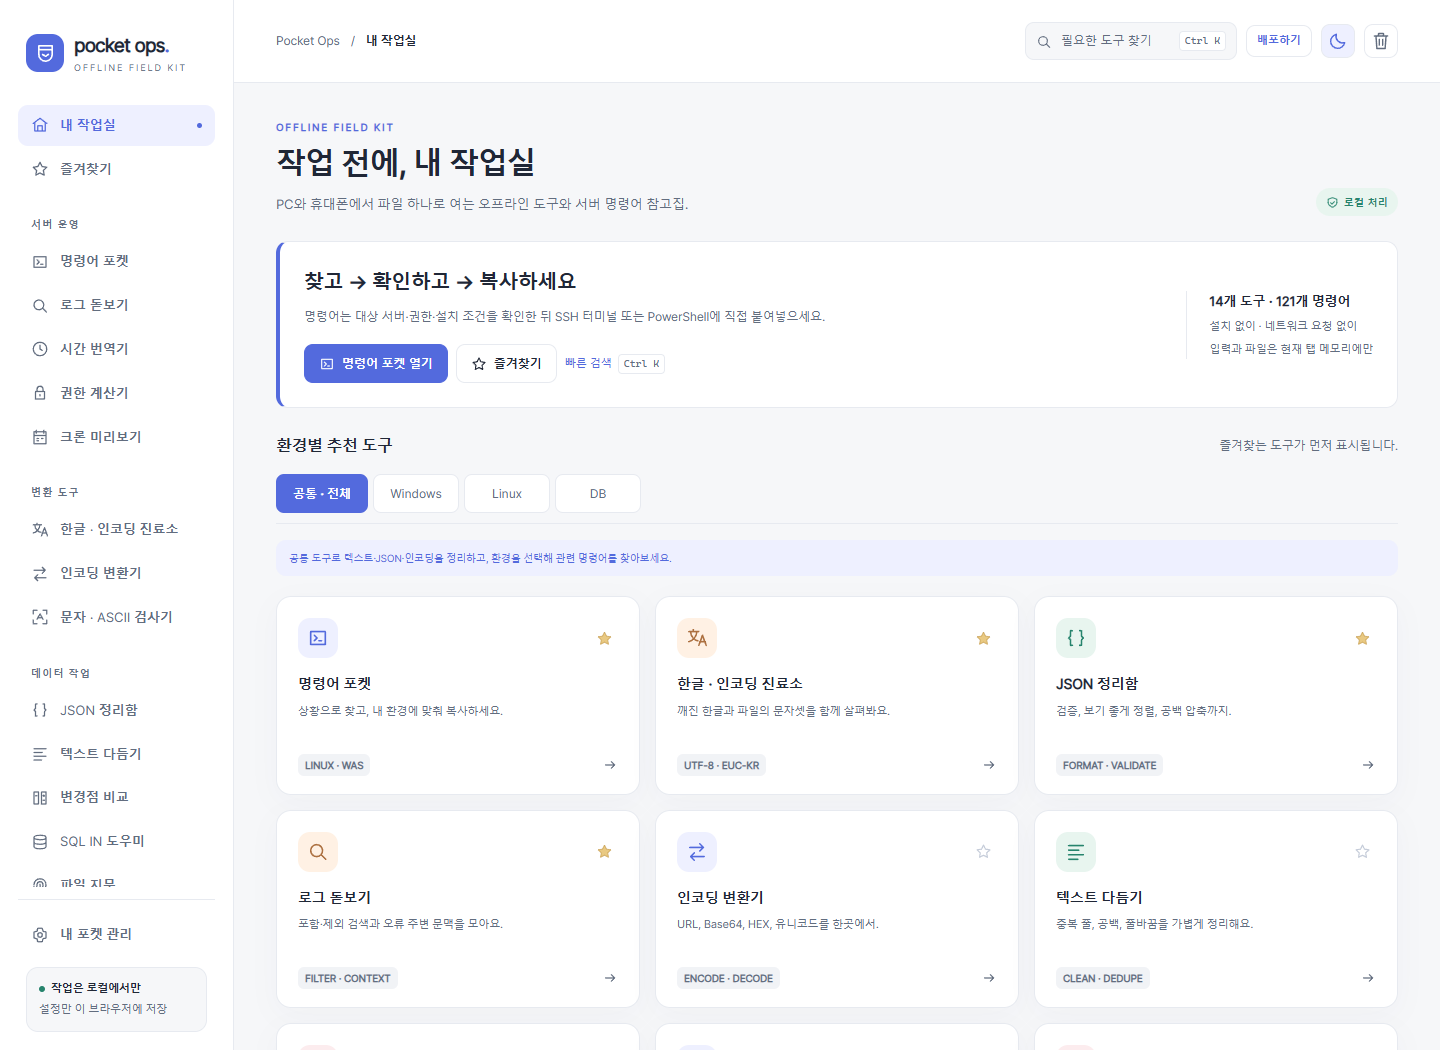 pocket ops.
OFFLINE FIELD KIT
내 작업실
즐겨찾기
서버 운영
명령어 포켓
로그 돋보기
시간 번역기
권한 계산기
크론 미리보기
변환 도구
한글 · 인코딩 진료소
인코딩 변환기
문자 · ASCII 검사기
데이터 작업
JSON 정리함
텍스트 다듬기
변경점 비교
SQL IN 도우미
파일 지문
내 포켓 관리
작업은 로컬에서만
설정만 이 브라우저에 저장
Pocket Ops / 내 작업실
필요한 도구 찾기 Ctrl K
배포하기
OFFLINE FIELD KIT
작업 전에, 내 작업실
PC와 휴대폰에서 파일 하나로 여는 오프라인 도구와 서버 명령어 참고집.
로컬 처리
찾고 → 확인하고 → 복사하세요
명령어는 대상 서버·권한·설치 조건을 확인한 뒤 SSH 터미널 또는 PowerShell에 직접 붙여넣으세요.
명령어 포켓 열기
즐겨찾기
빠른 검색 Ctrl K
14개 도구 · 121개 명령어
설치 없이 · 네트워크 요청 없이
입력과 파일은 현재 탭 메모리에만
환경별 추천 도구
즐겨찾는 도구가 먼저 표시됩니다.
공통 · 전체
Windows
Linux
DB
공통 도구로 텍스트·JSON·인코딩을 정리하고, 환경을 선택해 관련 명령어를 찾아보세요.
명령어 포켓
상황으로 찾고, 내 환경에 맞춰 복사하세요.
LINUX · WAS
한글 · 인코딩 진료소
깨진 한글과 파일의 문자셋을 함께 살펴봐요.
UTF-8 · EUC-KR
JSON 정리함
검증, 보기 좋게 정렬, 공백 압축까지.
FORMAT · VALIDATE
로그 돋보기
포함·제외 검색과 오류 주변 문맥을 모아요.
FILTER · CONTEXT
인코딩 변환기
URL, Base64, HEX, 유니코드를 한곳에서.
ENCODE · DECODE
텍스트 다듬기
중복 줄, 공백, 줄바꿈을 가볍게 정리해요.
CLEAN · DEDUPE